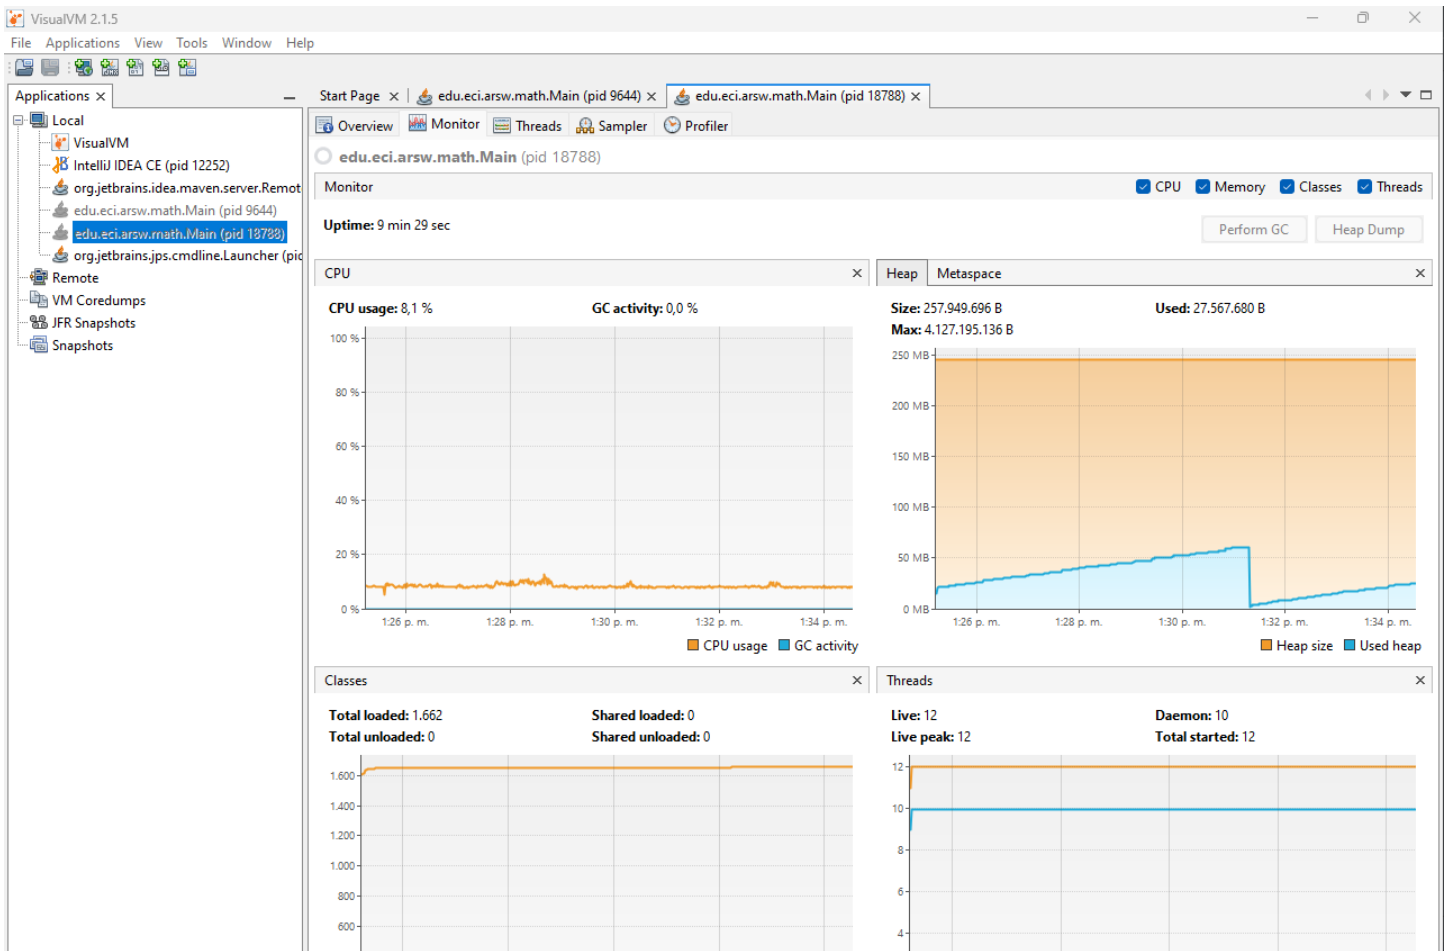 VisualVM 2.1.5
File Applications View Tools Window Help
Applications
Local
VisualVM
IntelliJ IDEA CE (pid 12252)
org.jetbrains.idea.maven.server.Remot
edu.eci.arsw.math.Main (pid 9644)
edu.eci.arsw.math.Main (pid 18788)
org.jetbrains.jps.cmdline.Launcher (pic
Remote
VM Coredumps
JFR Snapshots
Snapshots
Start Page edu.eci.arsw.math.Main (pid 9644) edu.eci.arsw.math.Main (pid 18788)
Overview Monitor Threads Sampler Profiler
edu.eci.arsw.math.Main (pid 18788)
Monitor CPU Memory Classes Threads
Uptime: 9 min 29 sec Perform GC Heap Dump
CPU
CPU usage: 8,1 % GC activity: 0,0 %
100 %
80 %
60 %
40 %
20 %
0 %
1:26 p. m. 1:28 p. m. 1:30 p. m. 1:32 p. m. 1:34 p. m.
CPU usage GC activity
Heap Metaspace
Size: 257.949.696 B Used: 27.567.680 B
Max: 4.127.195.136 B
250 MB
200 MB
150 MB
100 MB
50 MB
0 MB
1:26 p. m. 1:28 p. m. 1:30 p. m. 1:32 p. m. 1:34 p. m.
Heap size Used heap
Classes
Total loaded: 1.662 Shared loaded: 0
Total unloaded: 0 Shared unloaded: 0
1.600
1.400
1.200
1.000
800
600
Threads
Live: 12 Daemon: 10
Live peak: 12 Total started: 12
12
10
8
6
4